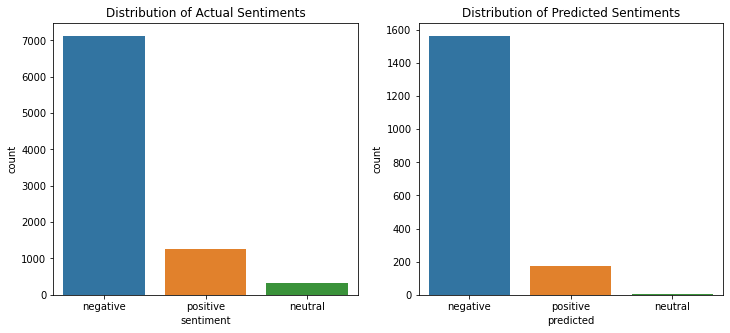 Distribution of Actual Sentiments
count
7000
6000
5000
4000
3000
2000
1000
0
negative positive neutral
sentiment
Distribution of Predicted Sentiments
count
1600
1400
1200
1000
800
600
400
200
0
negative positive neutral
predicted